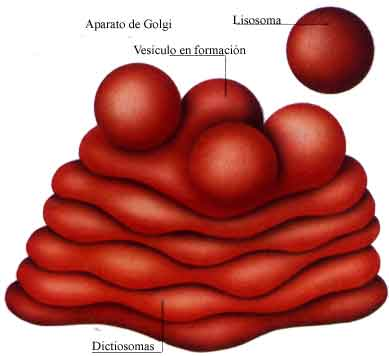 Aparato de Golgi
Lisosoma
Vesículo en formación
Dictiosomas